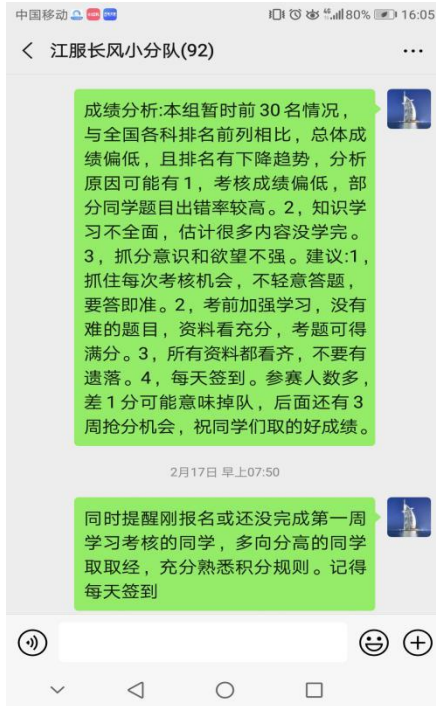 中国移动
80%
16:05
江服长风小分队(92)
成绩分析:本组暂时前30名情况，
与全国各科排名前列相比，总体成
绩偏低，且排名有下降趋势，分析
原因可能有1，考核成绩偏低，部
分同学题目出错率较高。2，知识学
习不全面，估计很多内容没学完。
3，抓分意识和欲望不强。建议:1，
抓住每次考核机会，不轻意答题，
要答即准。2，考前加强学习，没有
难的题目，资料看充分，考题可得
满分。3，所有资料都看齐，不要有
遗落。4，每天签到。参赛人数多，
差1分可能意味掉队，后面还有3
周抢分机会，祝同学们取的好成绩。
2月17日 早上07:50
同时提醒刚报名或还没完成第一周
学习考核的同学，多向分高的同学
取取经，充分熟悉积分规则。记得
每天签到